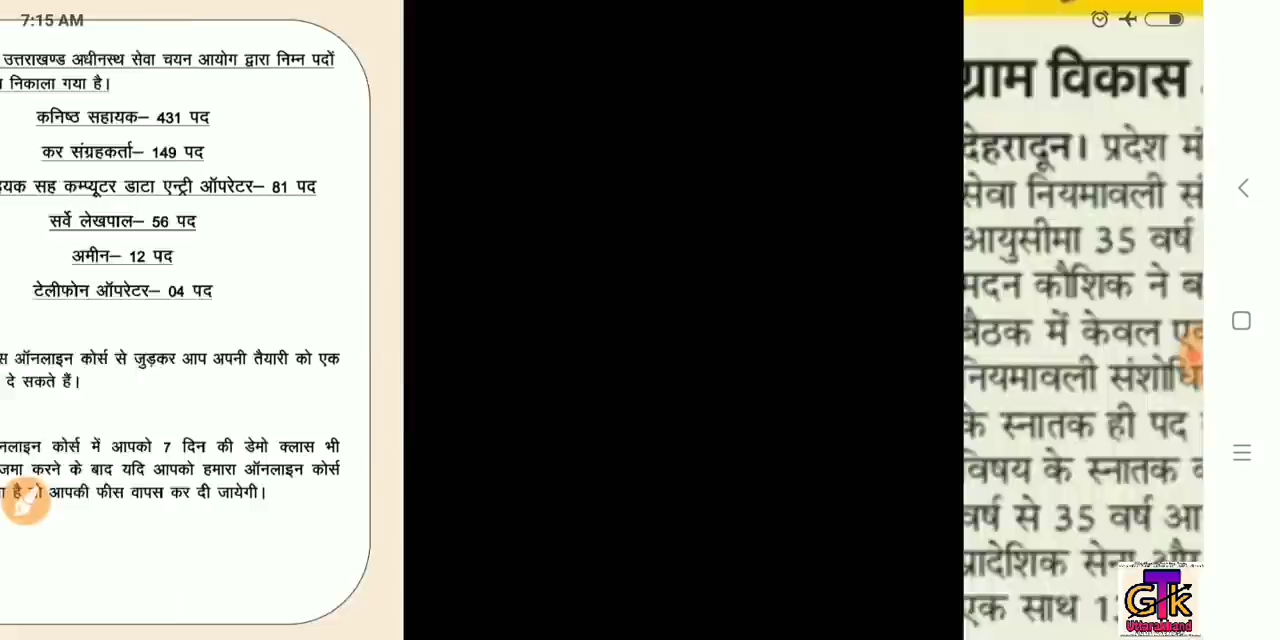 7:15 AM
उत्तराखण्ड अधीनस्थ सेवा चयन आयोग द्वारा निम्न पदों
निकाला गया है।
कनिष्ठ सहायक– 431 पद
कर संग्रहकर्ता– 149 पद
सह कम्प्यूटर डाटा एन्ट्री ऑपरेटर– 81 पद
सर्वे लेखपाल– 56 पद
अमीन– 12 पद
टेलीफोन ऑपरेटर– 04 पद
ऑनलाइन कोर्स से जुड़कर आप अपनी तैयारी को एक
दे सकते हैं।
कोर्स में आपको 7 दिन की डेमो क्लास भी
जमा करने के बाद यदि आपको हमारा ऑनलाइन कोर्स
है आपकी फीस वापस कर दी जायेगी।
ग्राम विकास
देहरादून। प्रदेश मं
सेवा नियमावली सं
आयुसीमा 35 वर्ष
मदन कौशिक ने ब
बैठक में केवल ए
नियमावली संशोधि
के स्नातक ही पद
विषय के स्नातक
वर्ष से 35 वर्ष आ
प्रादेशिक सेना और
एक साथ 1
GTk
Uttarakhand